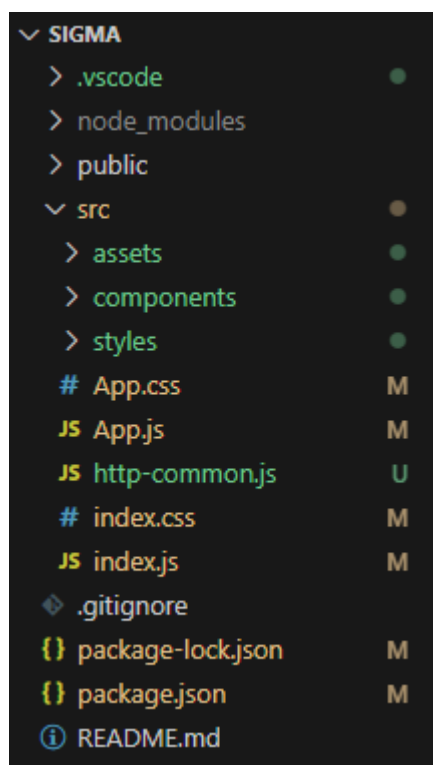 SIGMA
.vscode
node_modules
public
src
assets
components
styles
# App.css M
JS App.js M
JS http-common.js U
# index.css M
JS index.js M
.gitignore
{} package-lock.json M
{} package.json M
README.md